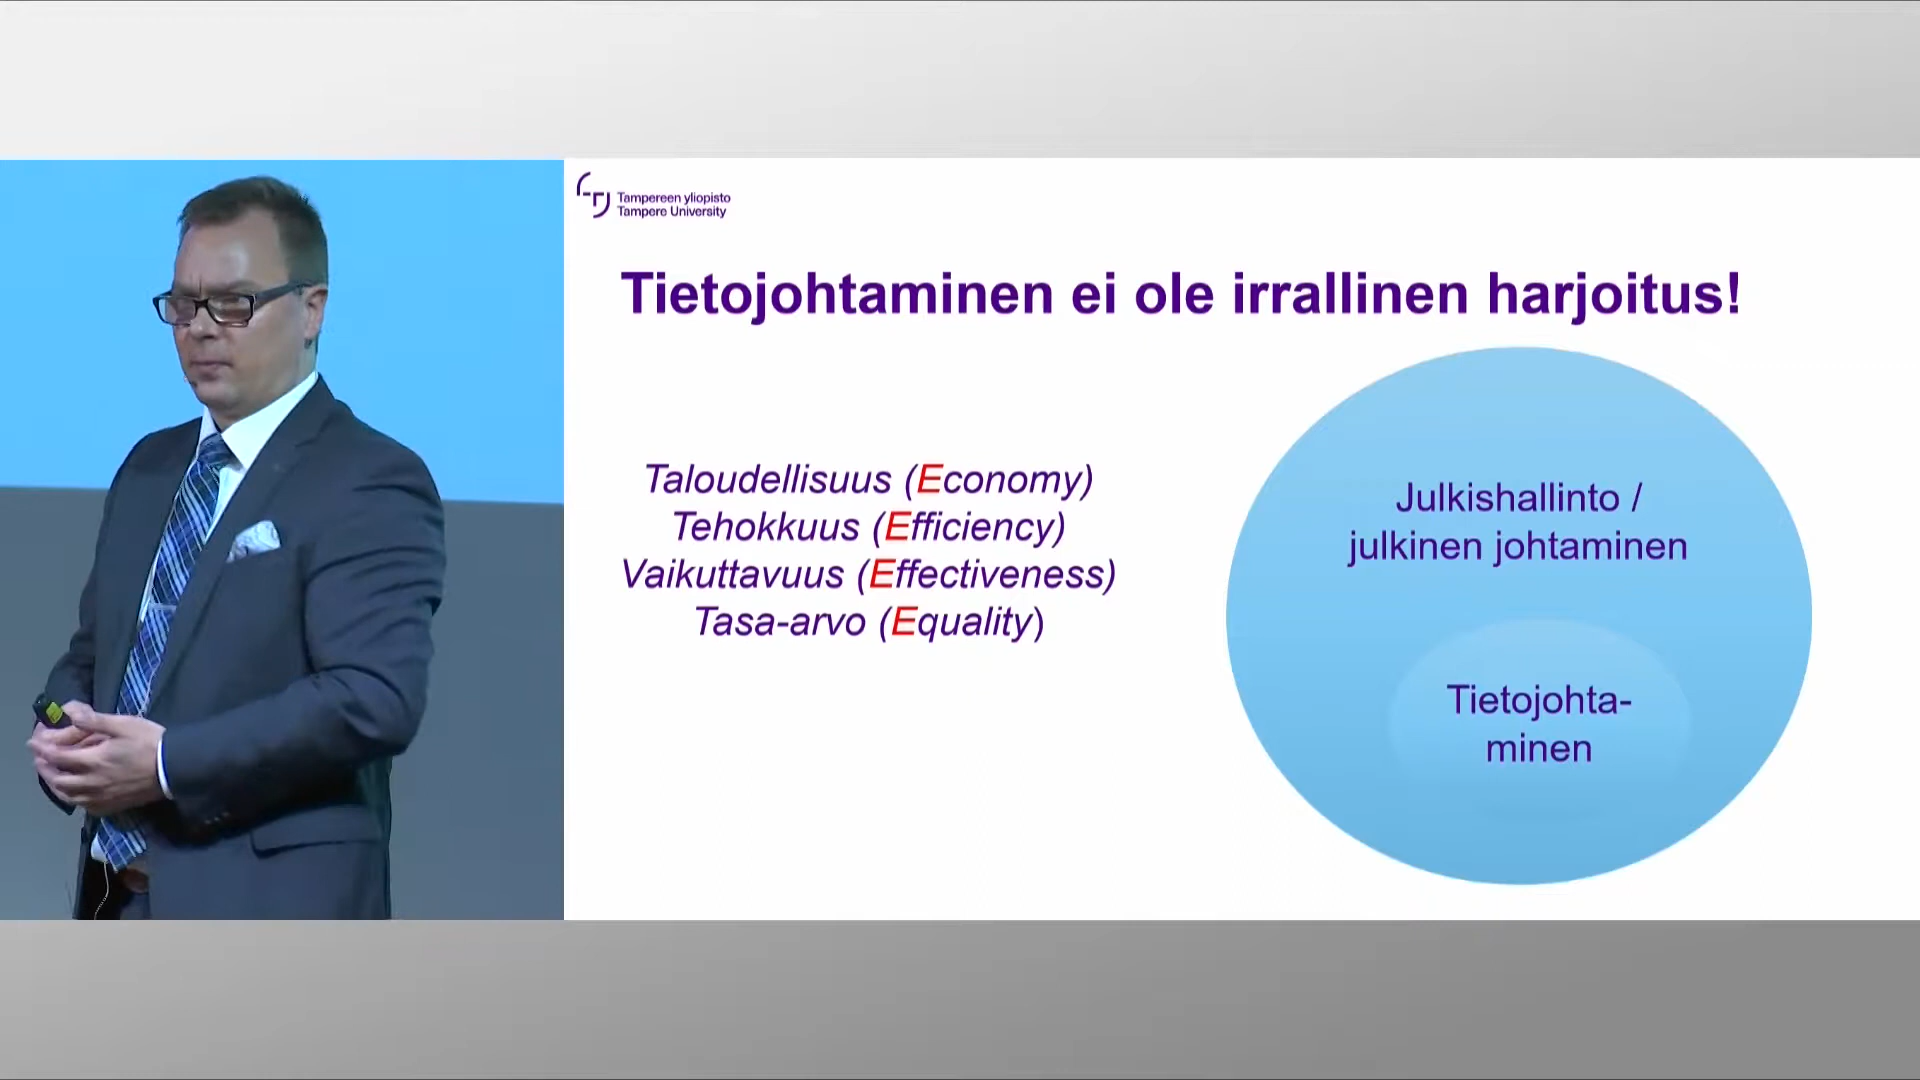 Tampereen yliopisto
Tampere University
Tietojohtaminen ei ole irrallinen harjoitus!
Taloudellisuus (Economy)
Tehokkuus (Efficiency)
Vaikuttavuus (Effectiveness)
Tasa-arvo (Equality)
Julkishallinto /
julkinen johtaminen
Tietojohta-
minen